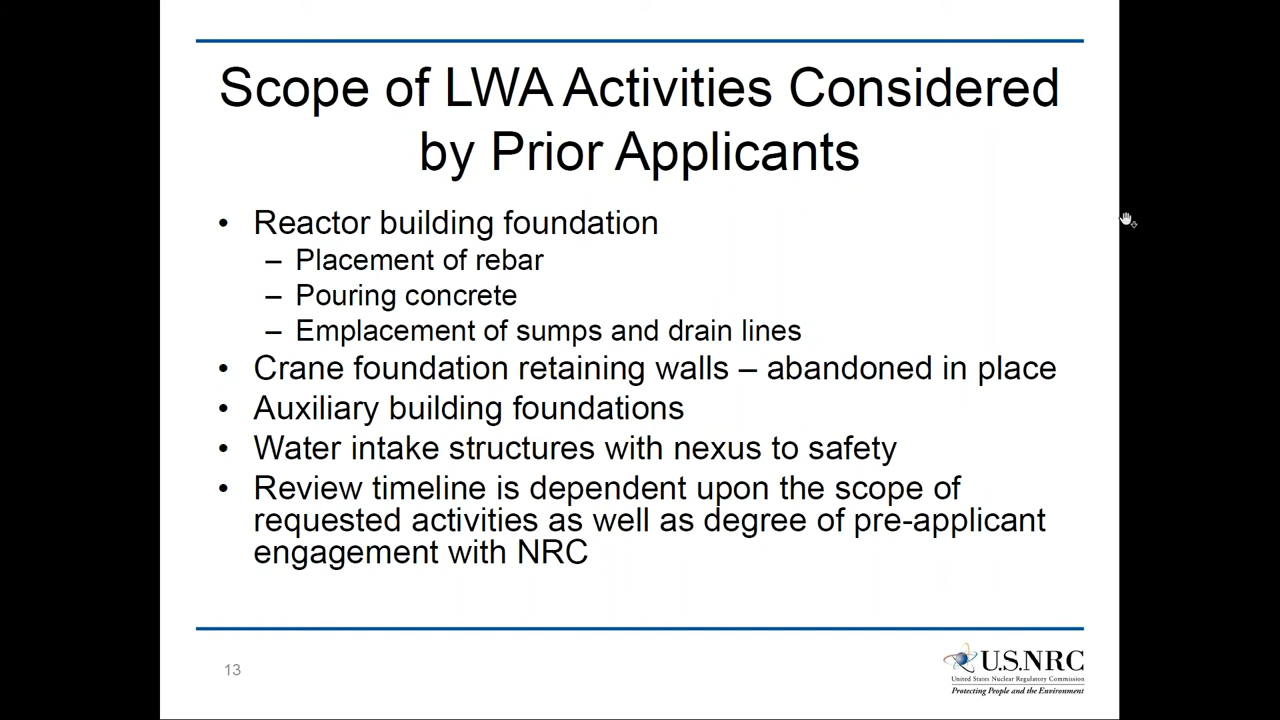 Scope of LWA Activities Considered
by Prior Applicants
• Reactor building foundation
– Placement of rebar
– Pouring concrete
– Emplacement of sumps and drain lines
• Crane foundation retaining walls – abandoned in place
• Auxiliary building foundations
• Water intake structures with nexus to safety
• Review timeline is dependent upon the scope of
requested activities as well as degree of pre-applicant
engagement with NRC
13
U.S.NRC
United States Nuclear Regulatory Commission
Protecting People and the Environment